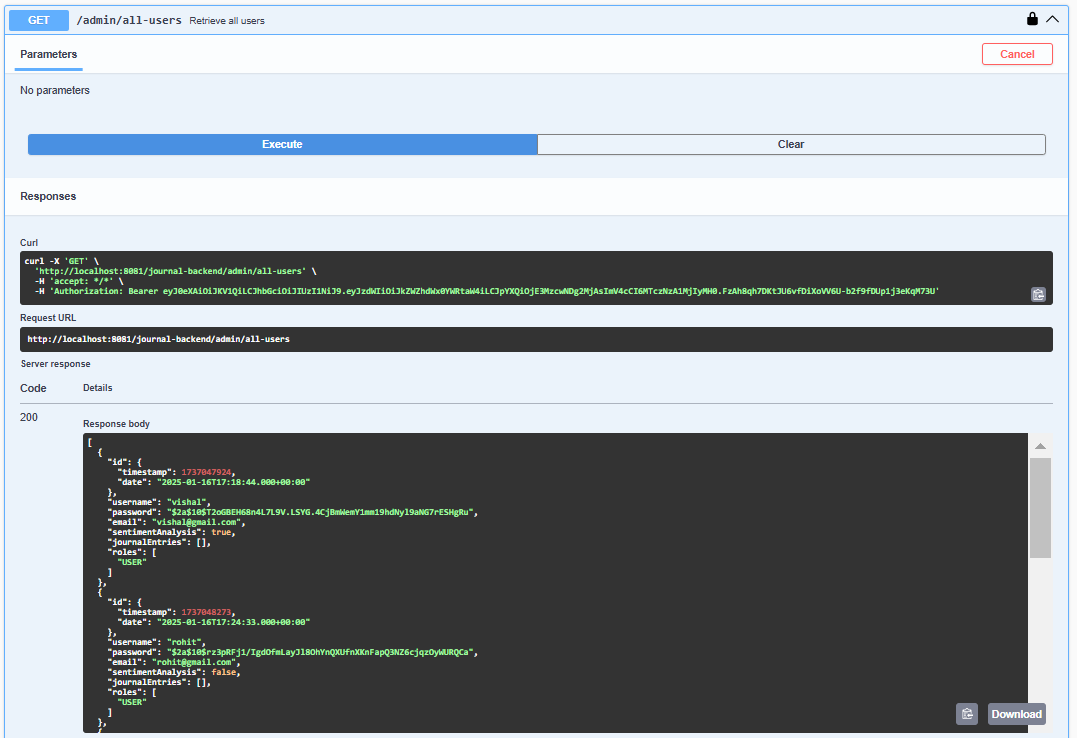 GET /admin/all-users Retrieve all users
Parameters
Cancel
No parameters
Execute
Clear
Responses
Curl
curl -X 'GET' \
  'http://localhost:8081/journal-backend/admin/all-users' \
  -H 'accept: */*' \
  -H 'Authorization: Bearer eyJ0eXAiOiJKV1QiLCJhbGciOiJIUzI1NiJ9.eyJzdWIiOiJkZWZhdWx0YWRtaW4iLCJpYXQiOjE3MzcwNDg2MjAsImV4cCI6MTczNzA1MjIyMH0.FzAh8qh7DKtJU6vfDiXoVV6U-b2f9fDUp1j3eKqM73U'
Request URL
http://localhost:8081/journal-backend/admin/all-users
Server response
Code
Details
200
Response body
[
  {
    "id": {
      "timestamp": 1737047924,
      "date": "2025-01-16T17:18:44.000+00:00"
    },
    "username": "vishal",
    "password": "$2a$10$T2oGBEH68n4L7L9V.LSYG.4CjBmWemY1mm19hdNyl9aNG7rESHgRu",
    "email": "vishal@gmail.com",
    "sentimentAnalysis": true,
    "journalEntries": [],
    "roles": [
      "USER"
    ]
  },
  {
    "id": {
      "timestamp": 1737048273,
      "date": "2025-01-16T17:24:33.000+00:00"
    },
    "username": "rohit",
    "password": "$2a$10$rz3pRFj1/IgdOfmLayJl8OhYnQXUfnXKnFapQ3NZ6cjqzOyWURQCa",
    "email": "rohit@gmail.com",
    "sentimentAnalysis": false,
    "journalEntries": [],
    "roles": [
      "USER"
    ]
  },
  {
Download